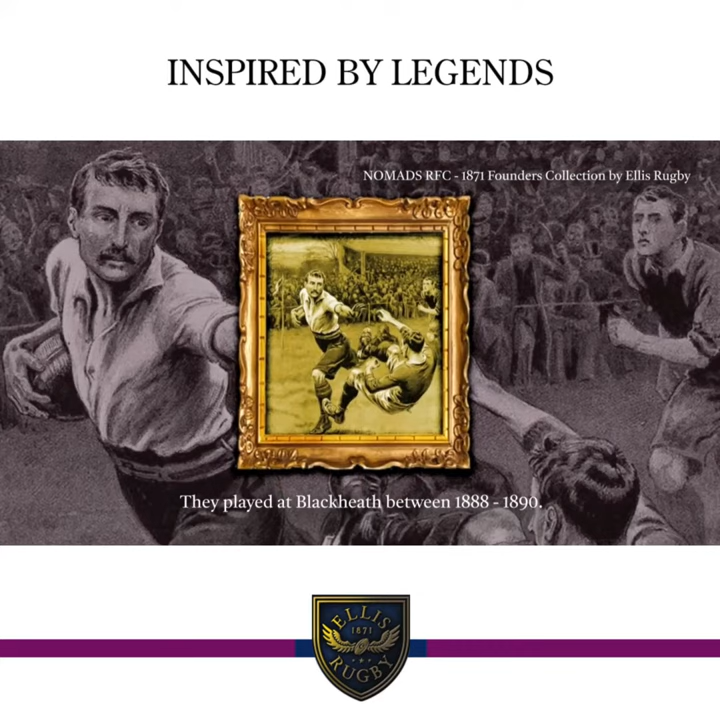 INSPIRED BY LEGENDS
NOMADS RFC - 1871 Founders Collection by Ellis Rugby
They played at Blackheath between 1888 - 1890.
ELLIS
1871
RUGBY